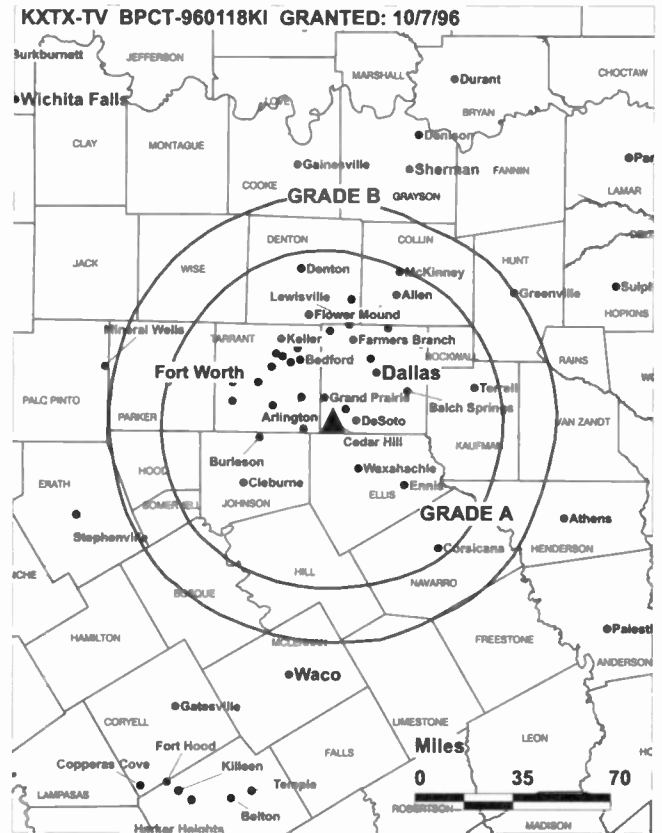 KXTX-TV BPCT-960118KI GRANTED: 10/7/96
Burkburnett
JEFFERSON
MARSHALL
Durant
CHOCTAW
Wichita Falls
LOVE
BRYAN
Denison
CLAY
MONTAGUE
Gainesville
Sherman
FANNIN
COOKE
GRAYSON
LAMAR
GRADE B
JACK
WISE
DENTON
COLLIN
HUNT
Denton
McKinney
Lewisville
Allen
Greenville
HOPKINS
Flower Mound
Mineral Wells
TARRANT
Keller
Farmers Branch
ROCKWALL
RAINS
Bedford
Fort Worth
Dallas
Terrell
PALO PINTO
PARKER
Grand Prairie
Balch Springs
Arlington
DeSoto
VAN ZANDT
Cedar Hill
KAUFMAN
Burleson
HOOD
Waxahachie
ERATH
Cleburne
Ennis
SOMERVELL
JOHNSON
ELLIS
GRADE A
Athens
Stephenville
Corsicana
HENDERSON
HILL
NAVARRO
BOSQUE
HAMILTON
MCLENNAN
FREESTONE
ANDERSON
Waco
Gatesville
CORYELL
LIMESTONE
LEON
Fort Hood
FALLS
Miles
Copperas Cove
Killeen
Temple
0 35 70
LAMPASAS
Belton
ROBERTSON
Harker Heights
MADISON